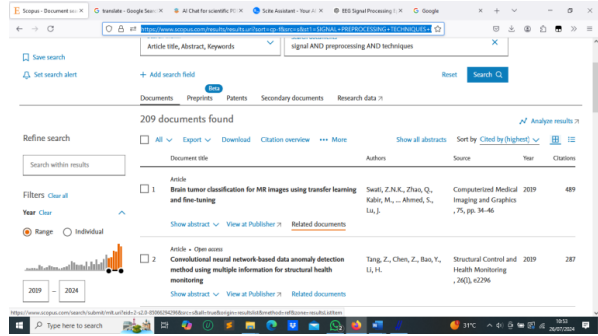 Scopus - Document sea
translate - Google Search
AI Chat for scientific PD
Scite Assistant - Your AI
EEG Signal Processing
Google
https://www.scopus.com/results/results.uri?sort=cp-f&src=s&st1=SIGNAL+PREPROCESSING+TECHNIQUES+
Save search
Set search alert
Article title, Abstract, Keywords
signal AND preprocessing AND techniques
+ Add search field
Reset
Search
Beta
Documents Preprints Patents Secondary documents Research data
209 documents found
Analyze results
Refine search
All Export Download Citation overview ••• More Show all abstracts Sort by Cited by (highest)
Search within results
Document title Authors Source Year Citations
Filters Clear all
Year Clear
Range Individual
2019 – 2024
Article
1 Brain tumor classification for MR images using transfer learning and fine-tuning
Swati, Z.N.K., Zhao, Q., Kabir, M., ... Ahmed, S., Lu, J.
Computerized Medical Imaging and Graphics , 75, pp. 34–46
2019
489
Show abstract View at Publisher Related documents
Article • Open access
2 Convolutional neural network-based data anomaly detection method using multiple information for structural health monitoring
Tang, Z., Chen, Z., Bao, Y., Li, H.
Structural Control and Health Monitoring , 26(1), e2296
2019
287
Show abstract View at Publisher Related documents
Type here to search
31°C
18:53
26/07/2024